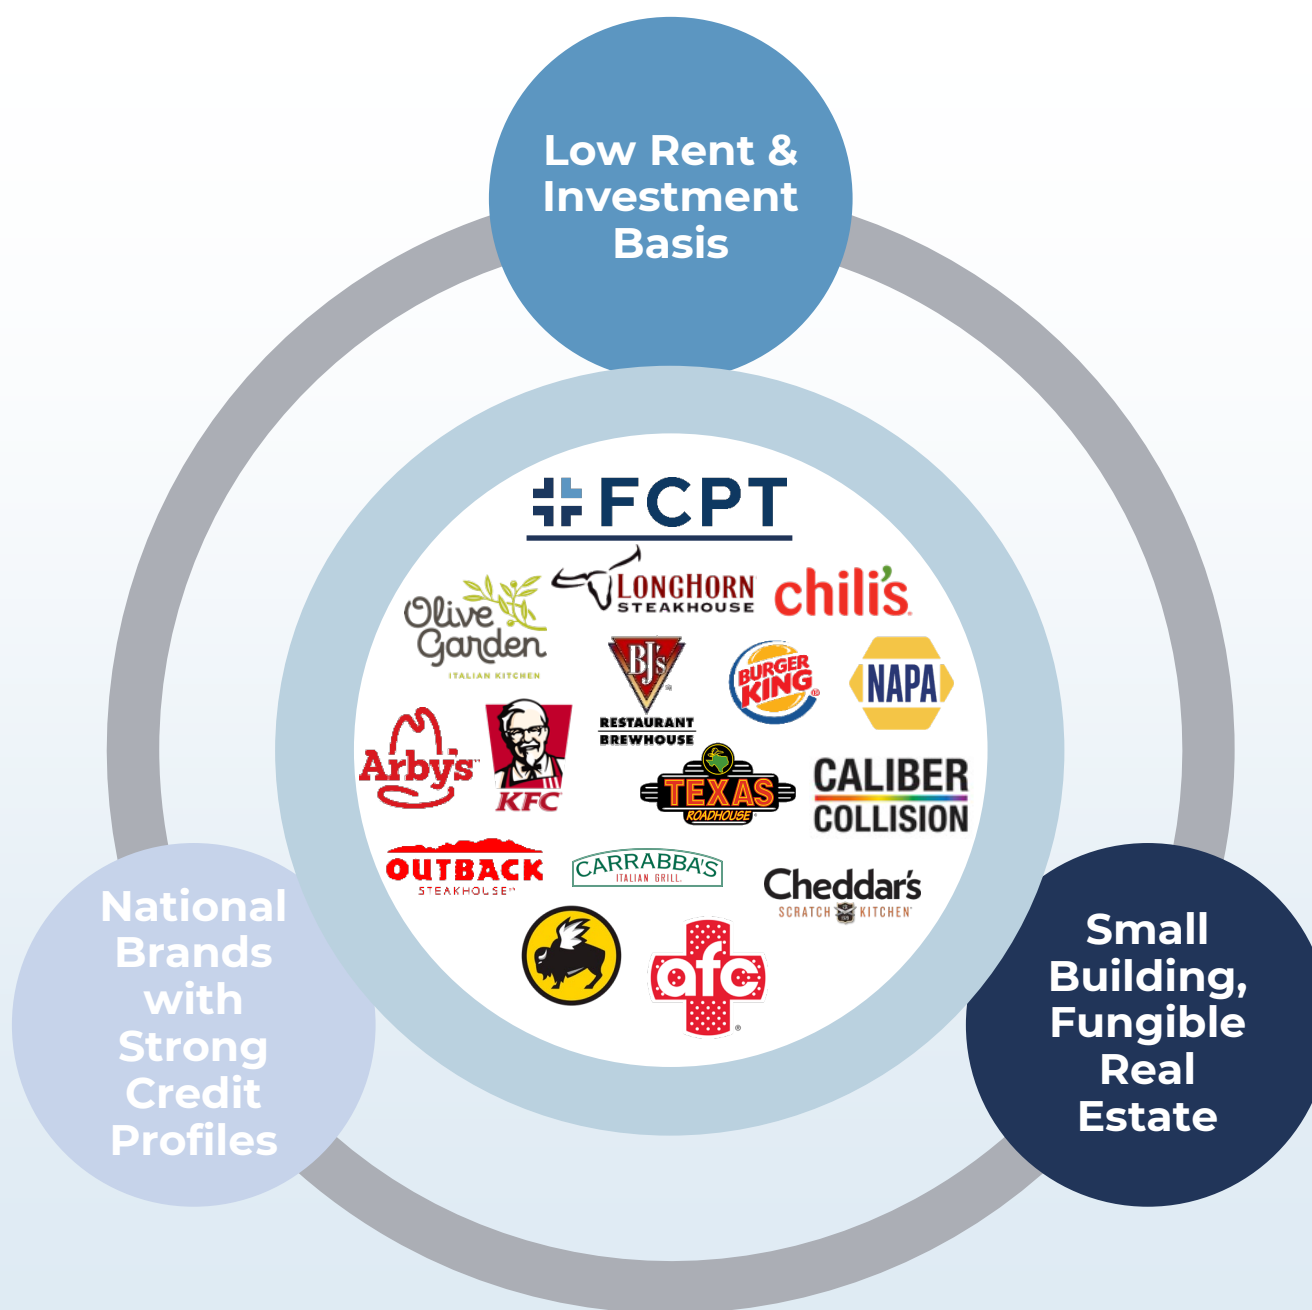 Low Rent &
Investment
Basis
FCPT
LONGHORN
STEAKHOUSE
chili's
Olive
Garden
ITALIAN KITCHEN
BJ's
RESTAURANT
BREWHOUSE
BURGER
KING
NAPA
Arby's
KFC
TEXAS
ROADHOUSE
CALIBER
COLLISION
OUTBACK
STEAKHOUSE
CARRABBA'S
ITALIAN GRILL
Cheddar's
SCRATCH KITCHEN
afc
National
Brands
with
Strong
Credit
Profiles
Small
Building,
Fungible
Real
Estate